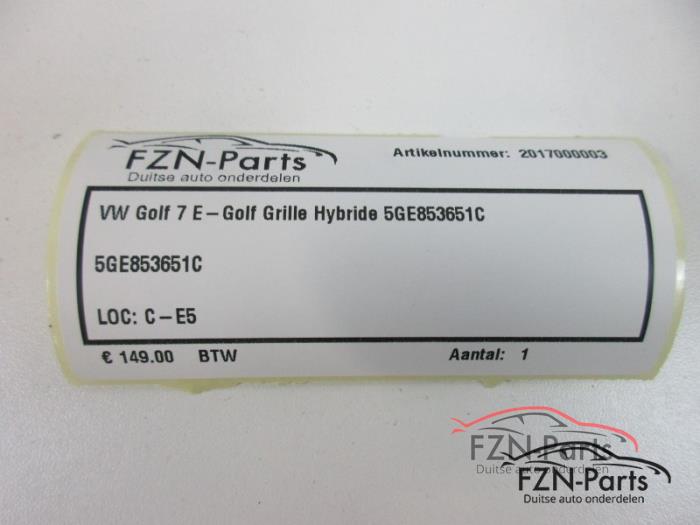 FZN-Parts
Duitse auto onderdelen
Artikelnummer: 2017000003
VW Golf 7 E-Golf Grille Hybride 5GE853651C
5GE853651C
LOC: C-E5
€ 149.00 BTW
Aantal: 1
FZN-Parts
Duitse auto onderdelen
FZN-Parts
Duitse auto onderdelen